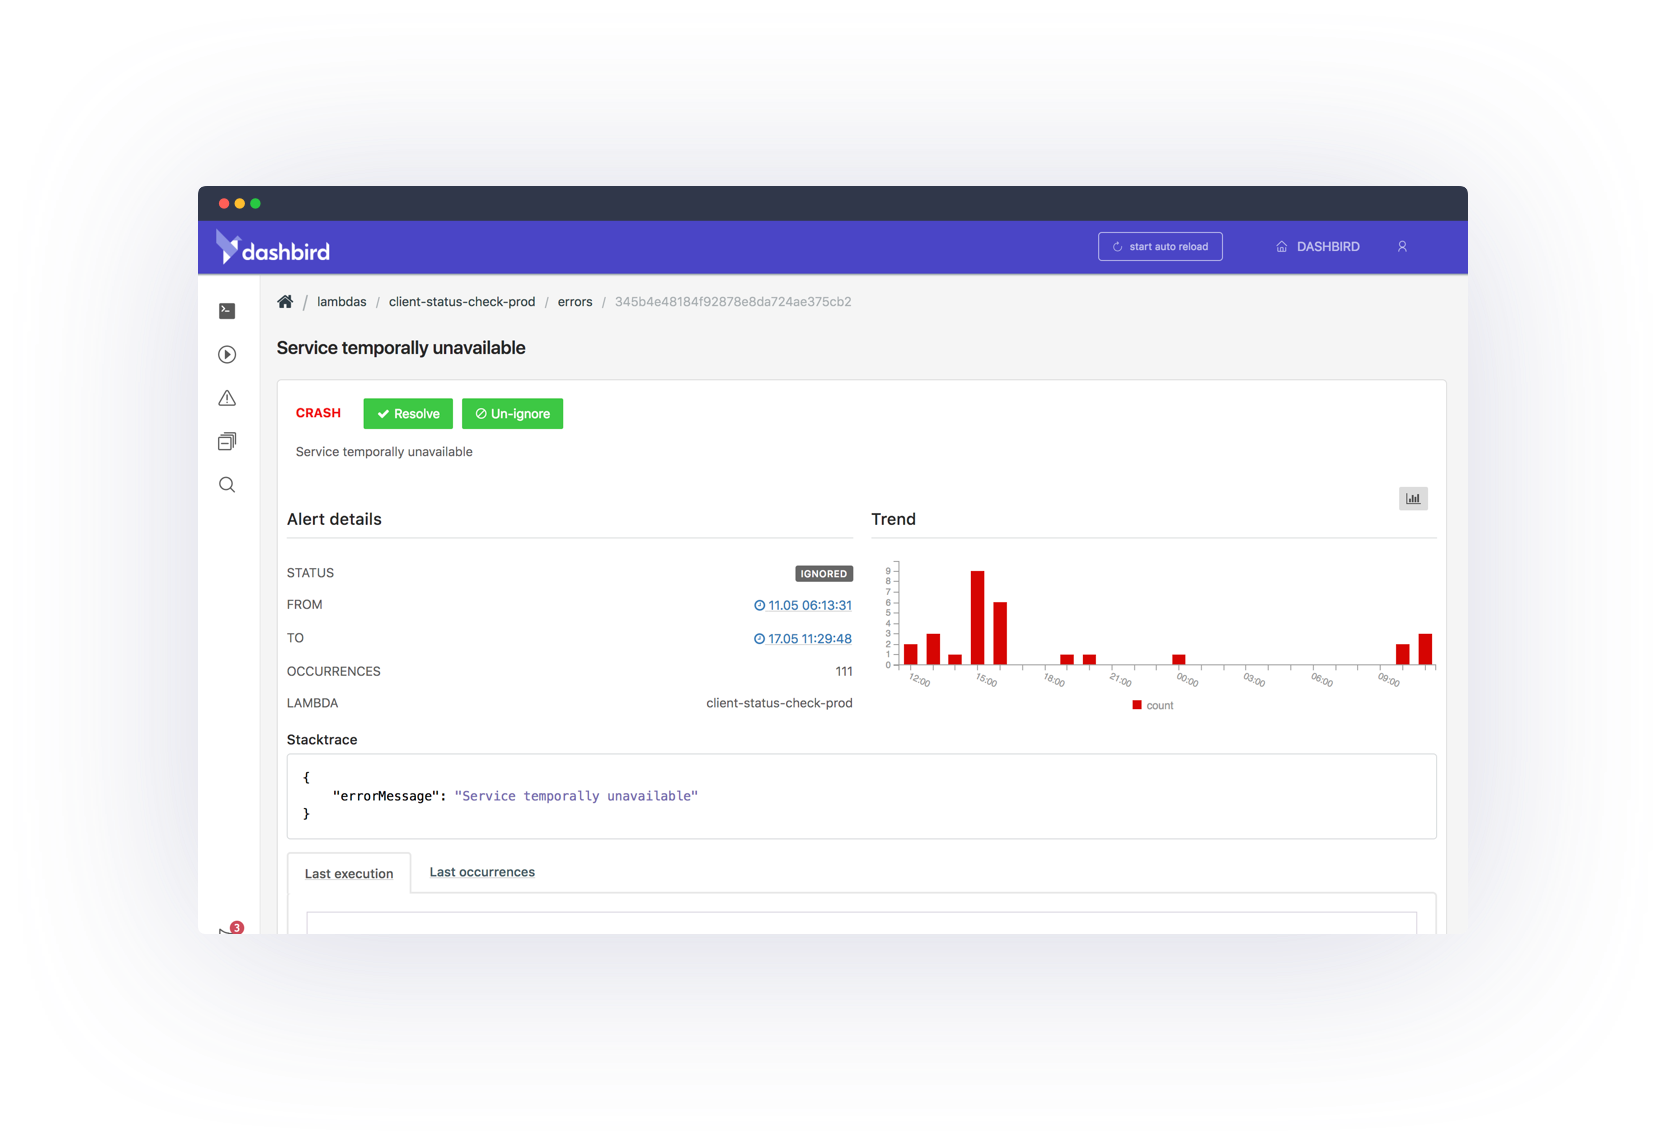 dashbird
start auto reload
DASHBIRD
/ lambdas / client-status-check-prod / errors / 345b4e48184f92878e8da724ae375cb2
Service temporally unavailable
CRASH
Resolve
Un-ignore
Service temporally unavailable
Alert details
STATUS
IGNORED
FROM
11.05 06:13:31
TO
17.05 11:29:48
OCCURRENCES
111
LAMBDA
client-status-check-prod
Trend
9
8
7
6
5
4
3
2
1
0
12:00
15:00
18:00
21:00
00:00
03:00
06:00
09:00
count
Stacktrace
{
"errorMessage": "Service temporally unavailable"
}
Last execution
Last occurrences
3